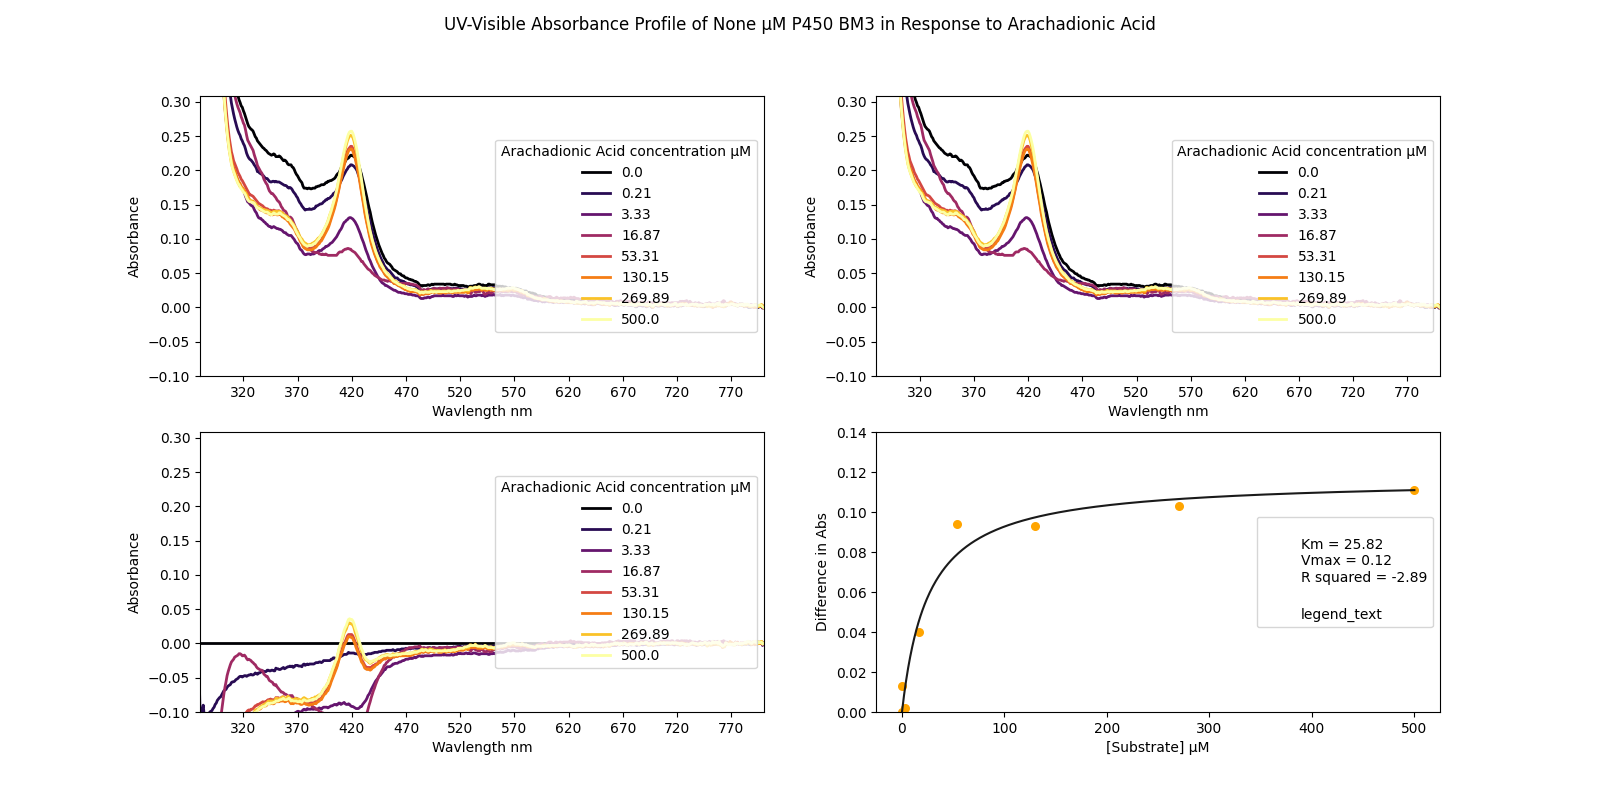 UV-Visible Absorbance Profile of None μM P450 BM3 in Response to Arachadionic Acid
0.30
0.25
0.20
0.15
0.10
0.05
0.00
−0.05
−0.10
Absorbance
320 370 420 470 520 570 620 670 720 770
Wavlength nm
Arachadionic Acid concentration μM
0.0
0.21
3.33
16.87
53.31
130.15
269.89
500.0
0.30
0.25
0.20
0.15
0.10
0.05
0.00
−0.05
−0.10
Absorbance
320 370 420 470 520 570 620 670 720 770
Wavlength nm
Arachadionic Acid concentration μM
0.0
0.21
3.33
16.87
53.31
130.15
269.89
500.0
0.30
0.25
0.20
0.15
0.10
0.05
0.00
−0.05
−0.10
Absorbance
320 370 420 470 520 570 620 670 720 770
Wavlength nm
Arachadionic Acid concentration μM
0.0
0.21
3.33
16.87
53.31
130.15
269.89
500.0
0.14
0.12
0.10
0.08
0.06
0.04
0.02
0.00
Difference in Abs
0 100 200 300 400 500
[Substrate] μM
Km = 25.82
Vmax = 0.12
R squared = -2.89
legend_text